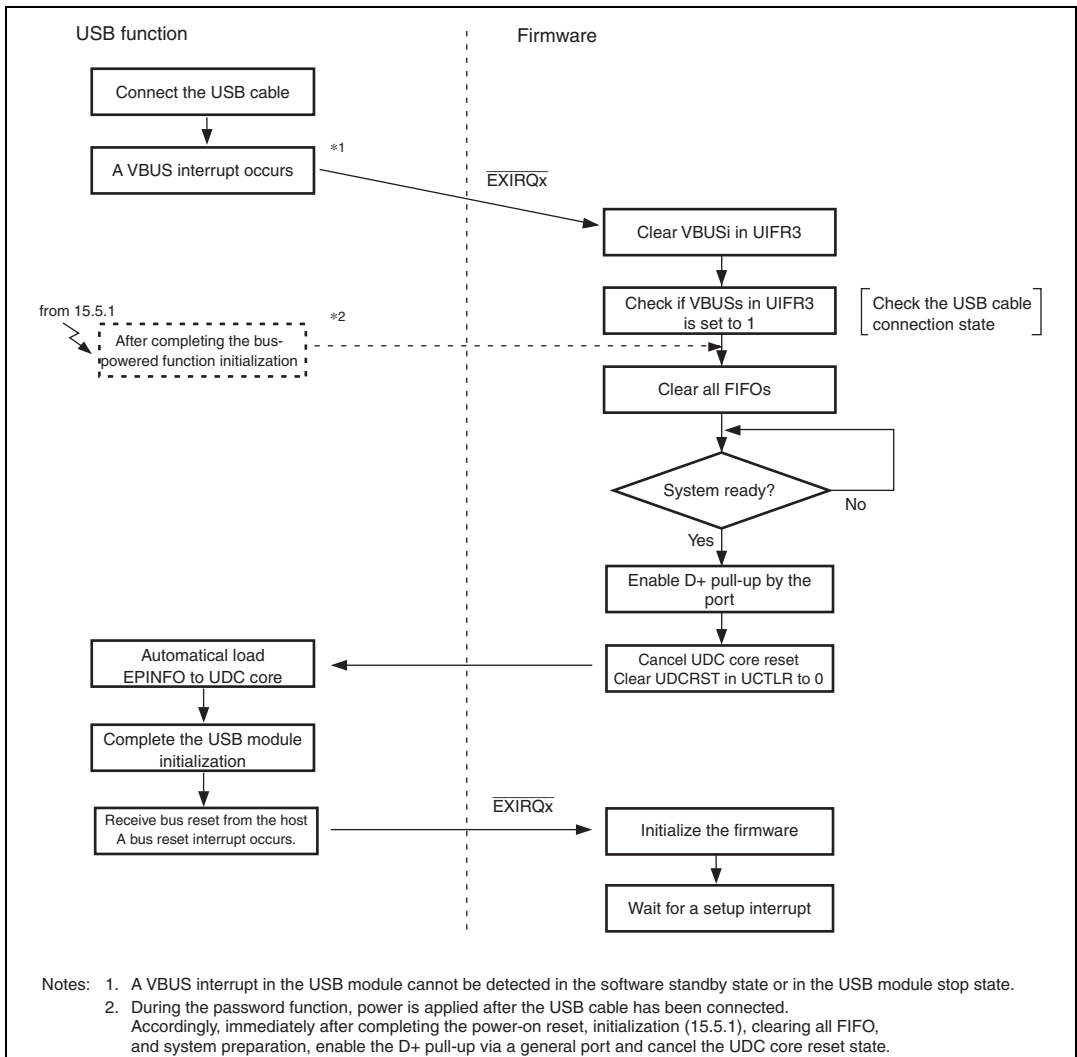 USB function
Firmware
Connect the USB cable
A VBUS interrupt occurs
*1
EXIRQx
Clear VBUSi in UIFR3
Check if VBUSs in UIFR3
is set to 1
Check the USB cable
connection state
from 15.5.1
*2
After completing the bus-
powered function initialization
Clear all FIFOs
System ready?
No
Yes
Enable D+ pull-up by the
port
Cancel UDC core reset
Clear UDCRST in UCTLR to 0
Automatical load
EPINFO to UDC core
Complete the USB module
initialization
Receive bus reset from the host
A bus reset interrupt occurs.
EXIRQx
Initialize the firmware
Wait for a setup interrupt
Notes: 1. A VBUS interrupt in the USB module cannot be detected in the software standby state or in the USB module stop state.
2. During the password function, power is applied after the USB cable has been connected.
Accordingly, immediately after completing the power-on reset, initialization (15.5.1), clearing all FIFO,
and system preparation, enable the D+ pull-up via a general port and cancel the UDC core reset state.